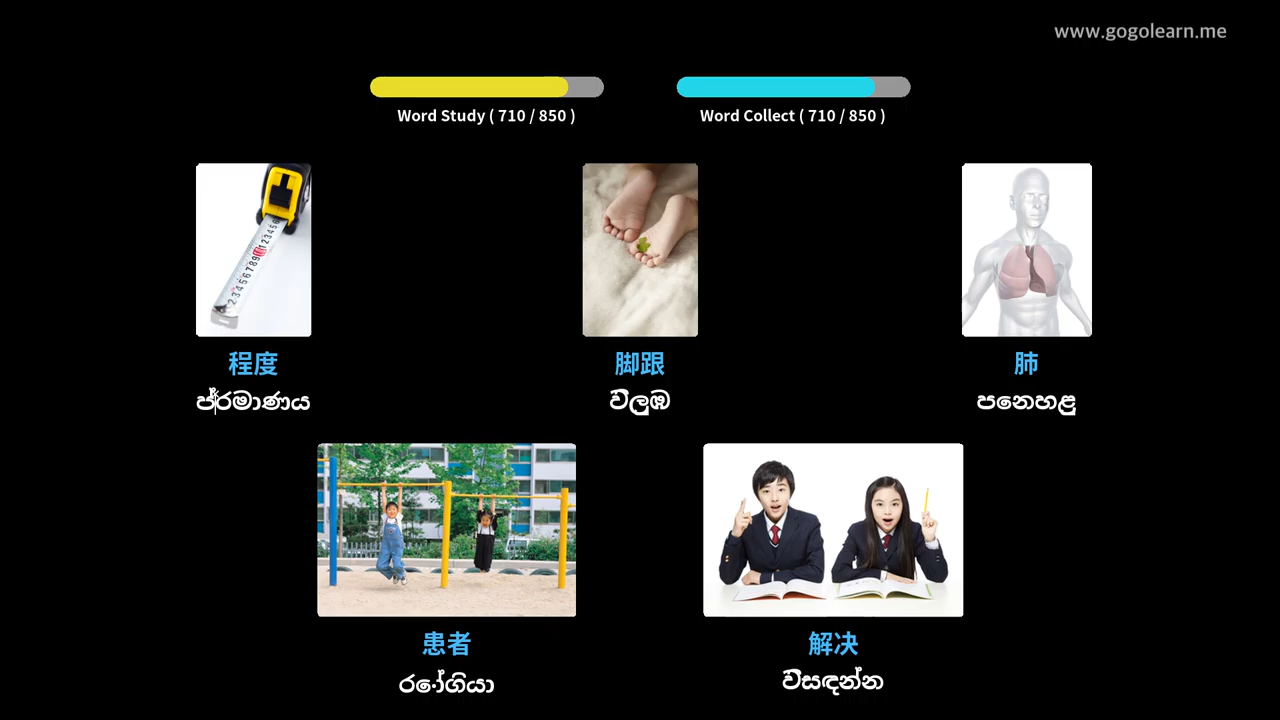 www.gogolearn.me
Word Study ( 710 / 850 )
Word Collect ( 710 / 850 )
程度
ප්‍රමාණය
脚跟
විලුඹ
肺
පෙනහළු
患者
රෝගියා
解决
විසඳන්න